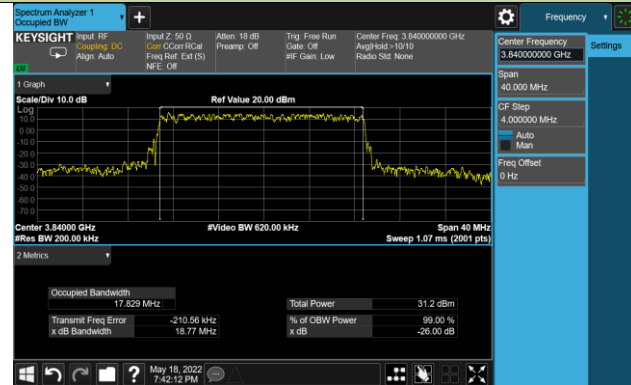 Spectrum Analyzer 1
Occupied BW
Frequency
KEYSIGHT
Input: RF
Coupling: DC
Align: Auto
Input Z: 50 Ω
Corr CCorr RCal
Freq Ref: Ext (S)
NFE: Off
Atten: 18 dB
Preamp: Off
Trig: Free Run
Gate: Off
#IF Gain: Low
Center Freq: 3.840000000 GHz
Avg|Hold:>10/10
Radio Std: None
Center Frequency
3.840000000 GHz
Settings
Span
40.000 MHz
CF Step
4.000000 MHz
Auto
Man
Freq Offset
0 Hz
1 Graph
Scale/Div 10.0 dB
Ref Value 20.00 dBm
Log
10.0
0.00
-10.0
-20.0
-30.0
-40.0
-50.0
-60.0
-70.0
Center 3.84000 GHz
#Video BW 620.00 kHz
Span 40 MHz
#Res BW 200.00 kHz
Sweep 1.07 ms (2001 pts)
2 Metrics
Occupied Bandwidth
17.829 MHz
Total Power 31.2 dBm
Transmit Freq Error -210.56 kHz
% of OBW Power 99.00 %
x dB Bandwidth 18.77 MHz
x dB -26.00 dB
May 18, 2022
7:42:12 PM